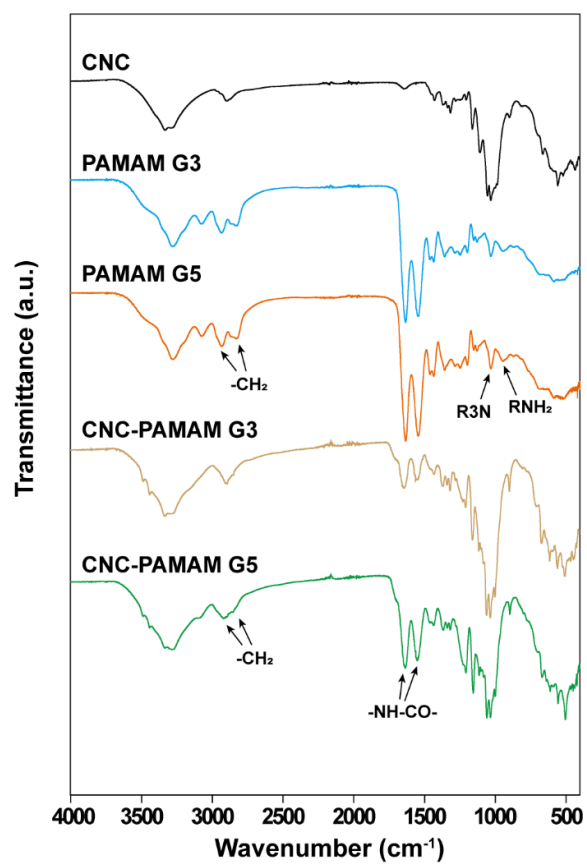 CNC
PAMAM G3
PAMAM G5
-CH₂
R3N
RNH₂
CNC-PAMAM G3
CNC-PAMAM G5
-CH₂
-NH-CO-
Transmittance (a.u.)
4000 3500 3000 2500 2000 1500 1000 500
Wavenumber (cm⁻¹)